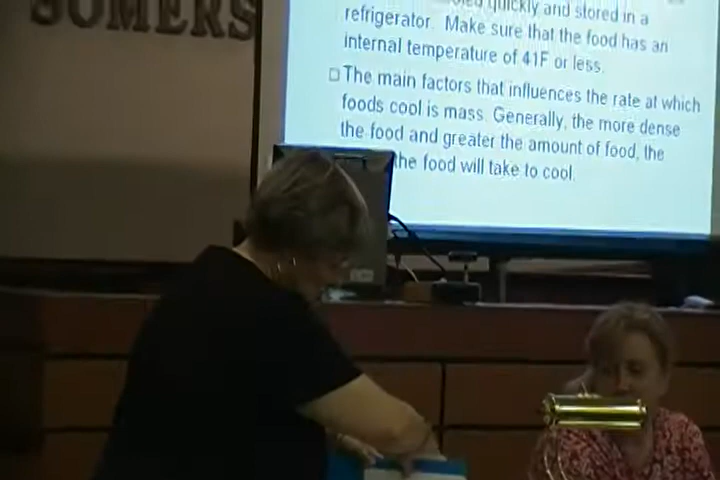 SOMERS
quickly and stored in a
refrigerator. Make sure that the food has an
internal temperature of 41F or less.
The main factors that influences the rate at which
foods cool is mass. Generally, the more dense
the food and greater the amount of food, the
the food will take to cool.